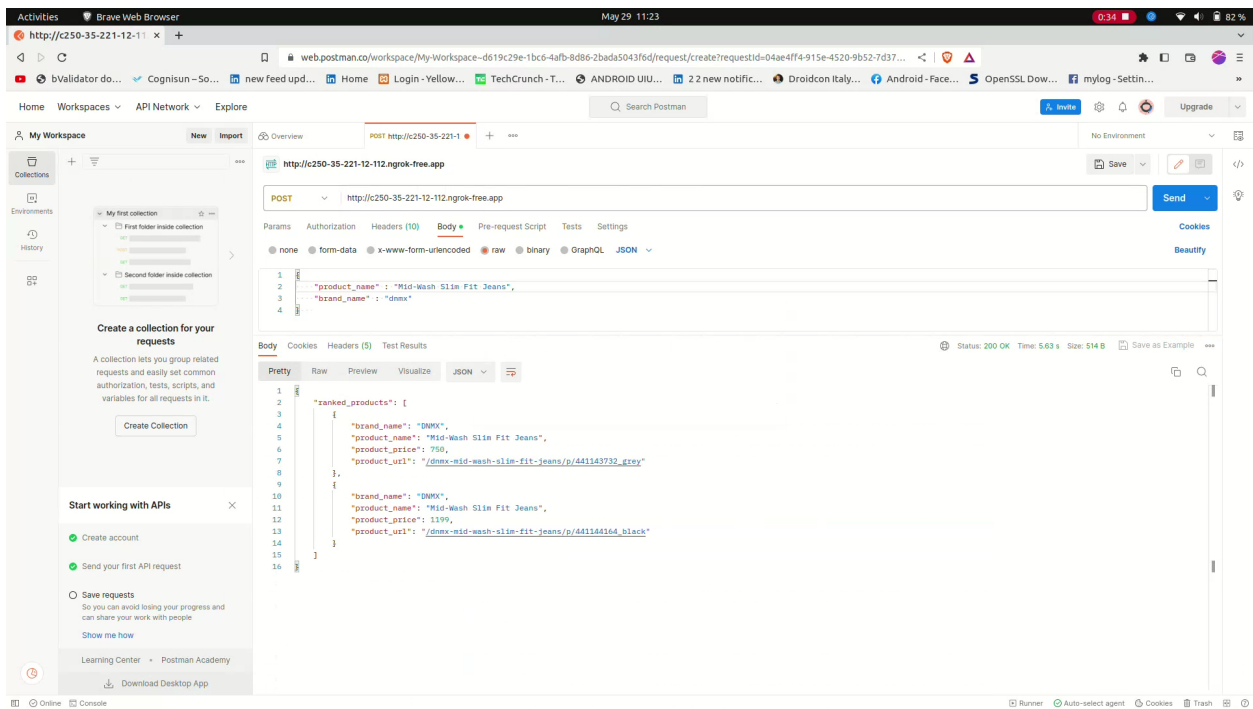 Activities Brave Web Browser May 29 11:23 0:34 82 %
http://c250-35-221-12-11 × +
web.postman.co/workspace/My-Workspace~d619c29e-1bc6-4afb-8d86-2bada5043f6d/request/create?requestId=04ae4ff4-915e-4520-9b52-7d37...
bValidator do... Cognisun – So... new feed upd... Home Login - Yellow... TechCrunch - T... ANDROID UIU... 2 2 new notific... Droidcon Italy... Android - Face... OpenSSL Dow... mylog - Settin... »
Home Workspaces API Network Explore Search Postman Invite Upgrade
My Workspace New Import Overview POST http://c250-35-221-1 + No Environment
Collections
Environments
History
My first collection
First folder inside collection
Second folder inside collection
Create a collection for your
requests
A collection lets you group related
requests and easily set common
authorization, tests, scripts, and
variables for all requests in it.
Create Collection
Start working with APIs
Create account
Send your first API request
Save requests
So you can avoid losing your progress and
can share your work with people
Show me how
Learning Center Postman Academy
Download Desktop App
http://c250-35-221-12-112.ngrok-free.app Save
POST http://c250-35-221-12-112.ngrok-free.app Send
Params Authorization Headers (10) Body Pre-request Script Tests Settings Cookies
none form-data x-www-form-urlencoded raw binary GraphQL JSON Beautify
1 {
2 "product_name" : "Mid-Wash Slim Fit Jeans",
3 "brand_name" : "dnmx"
4 }
Body Cookies Headers (5) Test Results Status: 200 OK Time: 5.63 s Size: 514 B Save as Example
Pretty Raw Preview Visualize JSON
1 {
2 "ranked_products": [
3 {
4 "brand_name": "DNMX",
5 "product_name": "Mid-Wash Slim Fit Jeans",
6 "product_price": 750,
7 "product_url": "/dnmx-mid-wash-slim-fit-jeans/p/441143732_grey"
8 },
9 {
10 "brand_name": "DNMX",
11 "product_name": "Mid-Wash Slim Fit Jeans",
12 "product_price": 1199,
13 "product_url": "/dnmx-mid-wash-slim-fit-jeans/p/441144164_black"
14 }
15 ]
16 }
Online Console Runner Auto-select agent Cookies Trash